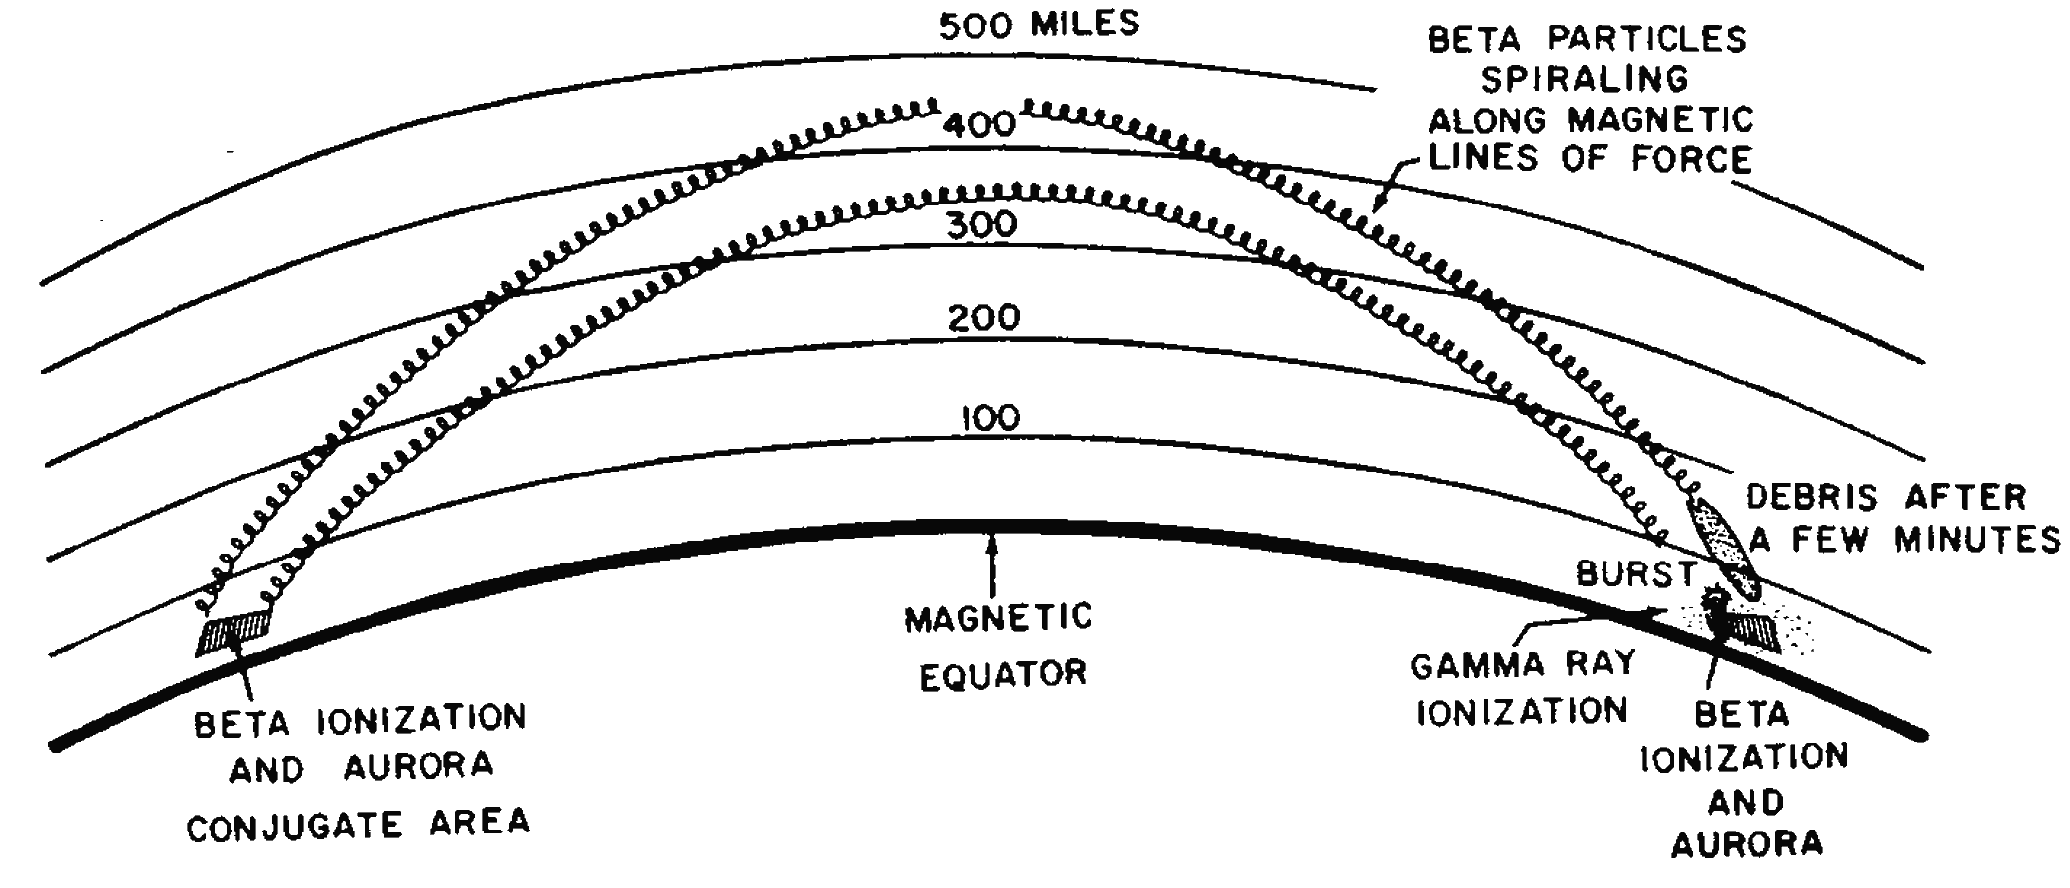 500 MILES
BETA PARTICLES
SPIRALING
ALONG MAGNETIC
LINES OF FORCE
400
300
200
100
DEBRIS AFTER
A FEW MINUTES
BURST
MAGNETIC
EQUATOR
GAMMA RAY
IONIZATION
BETA
IONIZATION
AND
AURORA
BETA IONIZATION
AND AURORA
CONJUGATE AREA